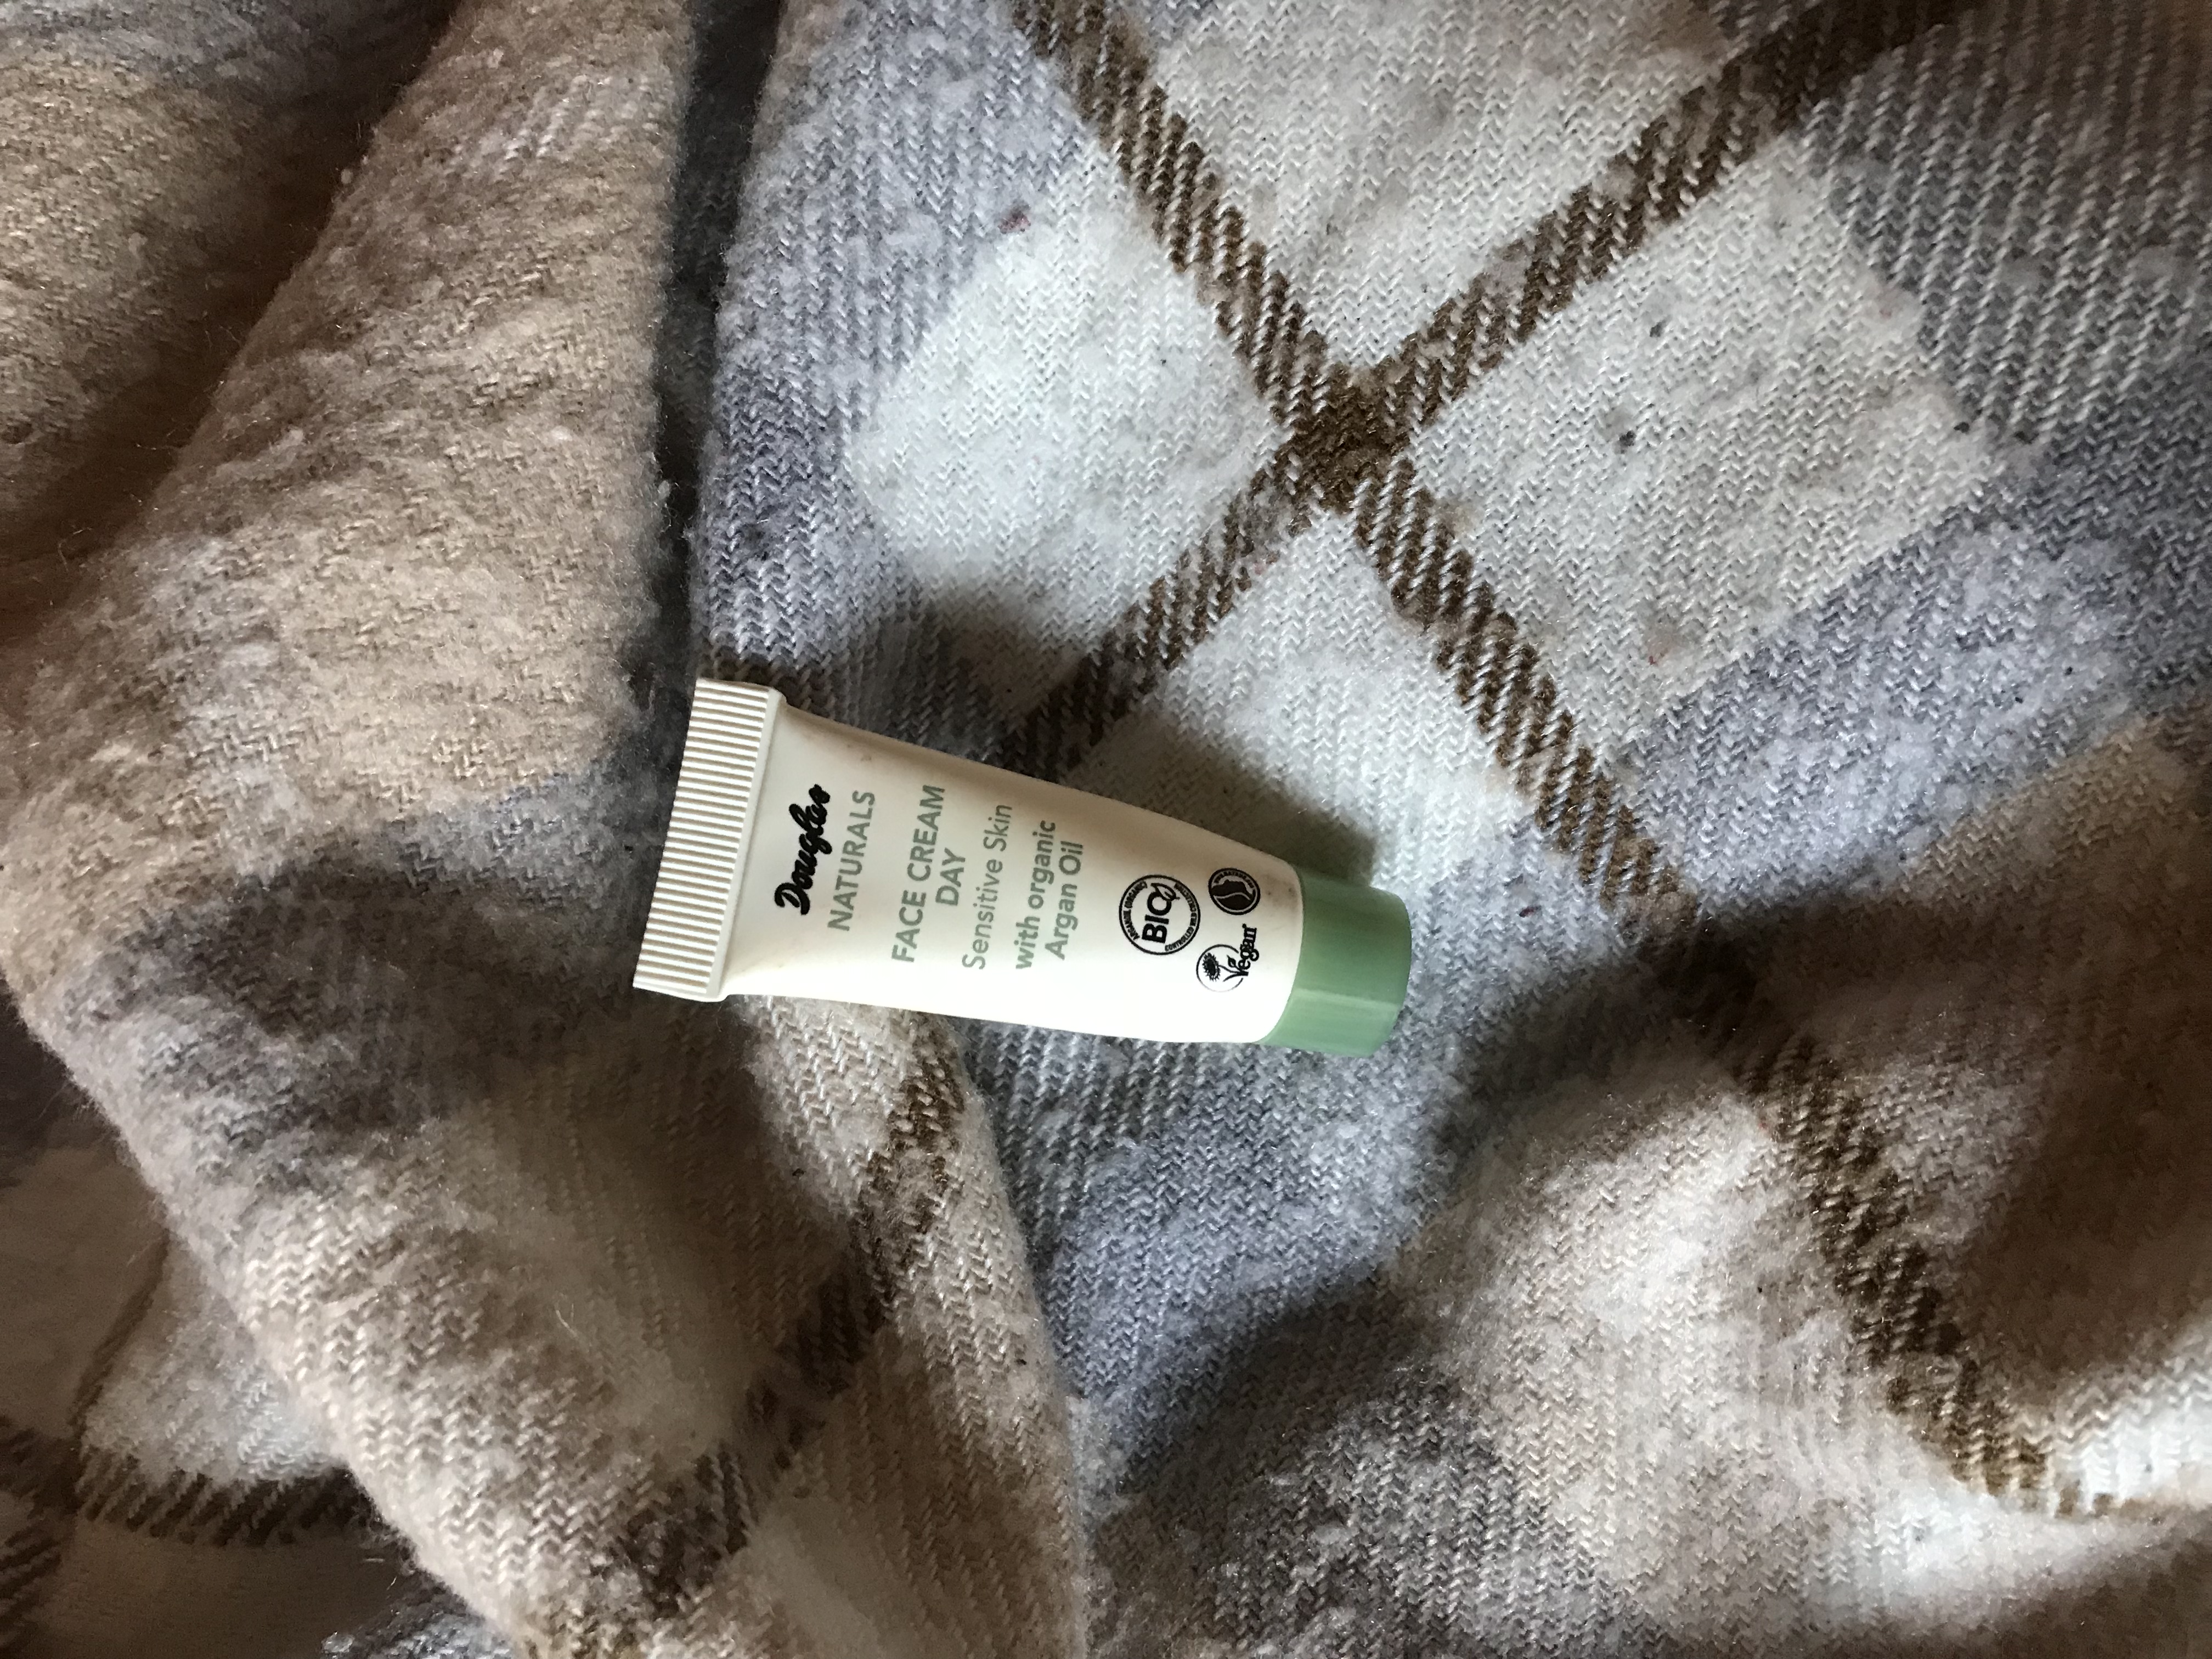 Douglas
NATURALS
FACE CREAM
DAY
Sensitive Skin
with organic
Argan Oil
BIO
Vegan